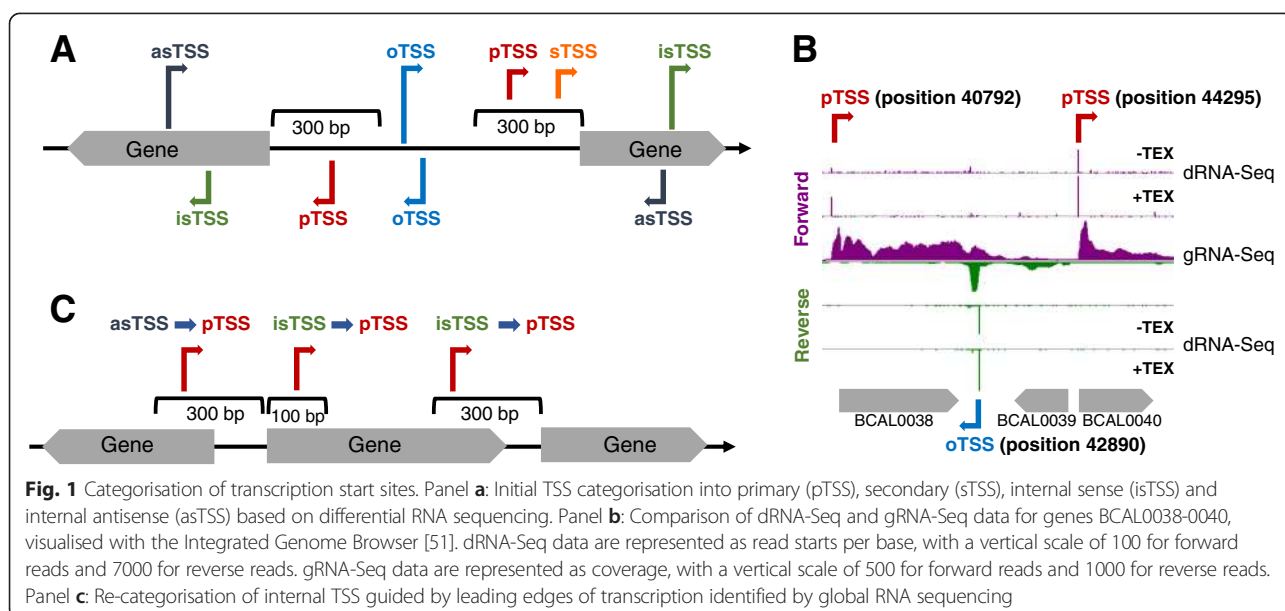 A
asTSS
oTSS
pTSS
sTSS
isTSS
300 bp
300 bp
Gene
Gene
isTSS
pTSS
oTSS
asTSS
B
pTSS (position 40792)
pTSS (position 44295)
-TEX
dRNA-Seq
+TEX
Forward
gRNA-Seq
Reverse
-TEX
dRNA-Seq
+TEX
BCAL0038
BCAL0039
BCAL0040
oTSS (position 42890)
C
asTSS pTSS
isTSS pTSS
isTSS pTSS
300 bp
100 bp
300 bp
Gene
Gene
Gene
Fig. 1 Categorisation of transcription start sites. Panel a: Initial TSS categorisation into primary (pTSS), secondary (sTSS), internal sense (isTSS) and
internal antisense (asTSS) based on differential RNA sequencing. Panel b: Comparison of dRNA-Seq and gRNA-Seq data for genes BCAL0038-0040,
visualised with the Integrated Genome Browser [51]. dRNA-Seq data are represented as read starts per base, with a vertical scale of 100 for forward
reads and 7000 for reverse reads. gRNA-Seq data are represented as coverage, with a vertical scale of 500 for forward reads and 1000 for reverse reads.
Panel c: Re-categorisation of internal TSS guided by leading edges of transcription identified by global RNA sequencing